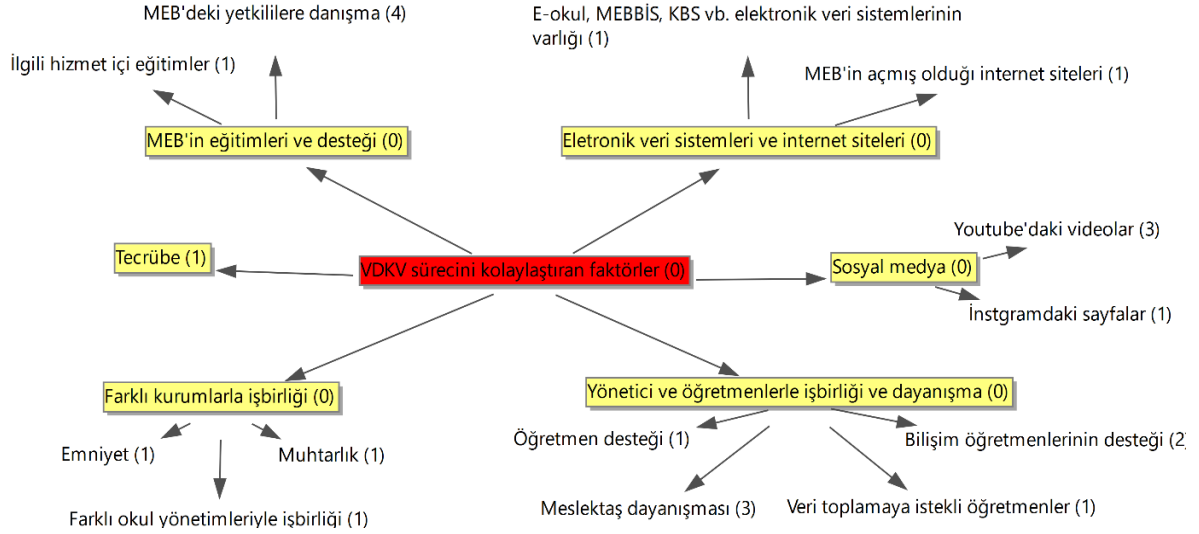 MEB'deki yetkililere danışma (4)
E-okul, MEBBİS, KBS vb. elektronik veri sistemlerinin
varlığı (1)
İlgili hizmet içi eğitimler (1)
MEB'in açmış olduğı internet siteleri (1)
MEB'in eğitimleri ve desteği (0)
Eletronik veri sistemleri ve internet siteleri (0)
Tecrübe (1)
VDKV sürecini kolaylaştıran faktörler (0)
Youtube'daki videolar (3)
Sosyal medya (0)
İnstgramdaki sayfalar (1)
Farklı kurumlarla işbirliği (0)
Yönetici ve öğretmenlerle işbirliği ve dayanışma (0)
Emniyet (1)
Muhtarlık (1)
Öğretmen desteği (1)
Bilişim öğretmenlerinin desteği (2)
Farklı okul yönetimleriyle işbirliği (1)
Meslektaş dayanışması (3)
Veri toplamaya istekli öğretmenler (1)